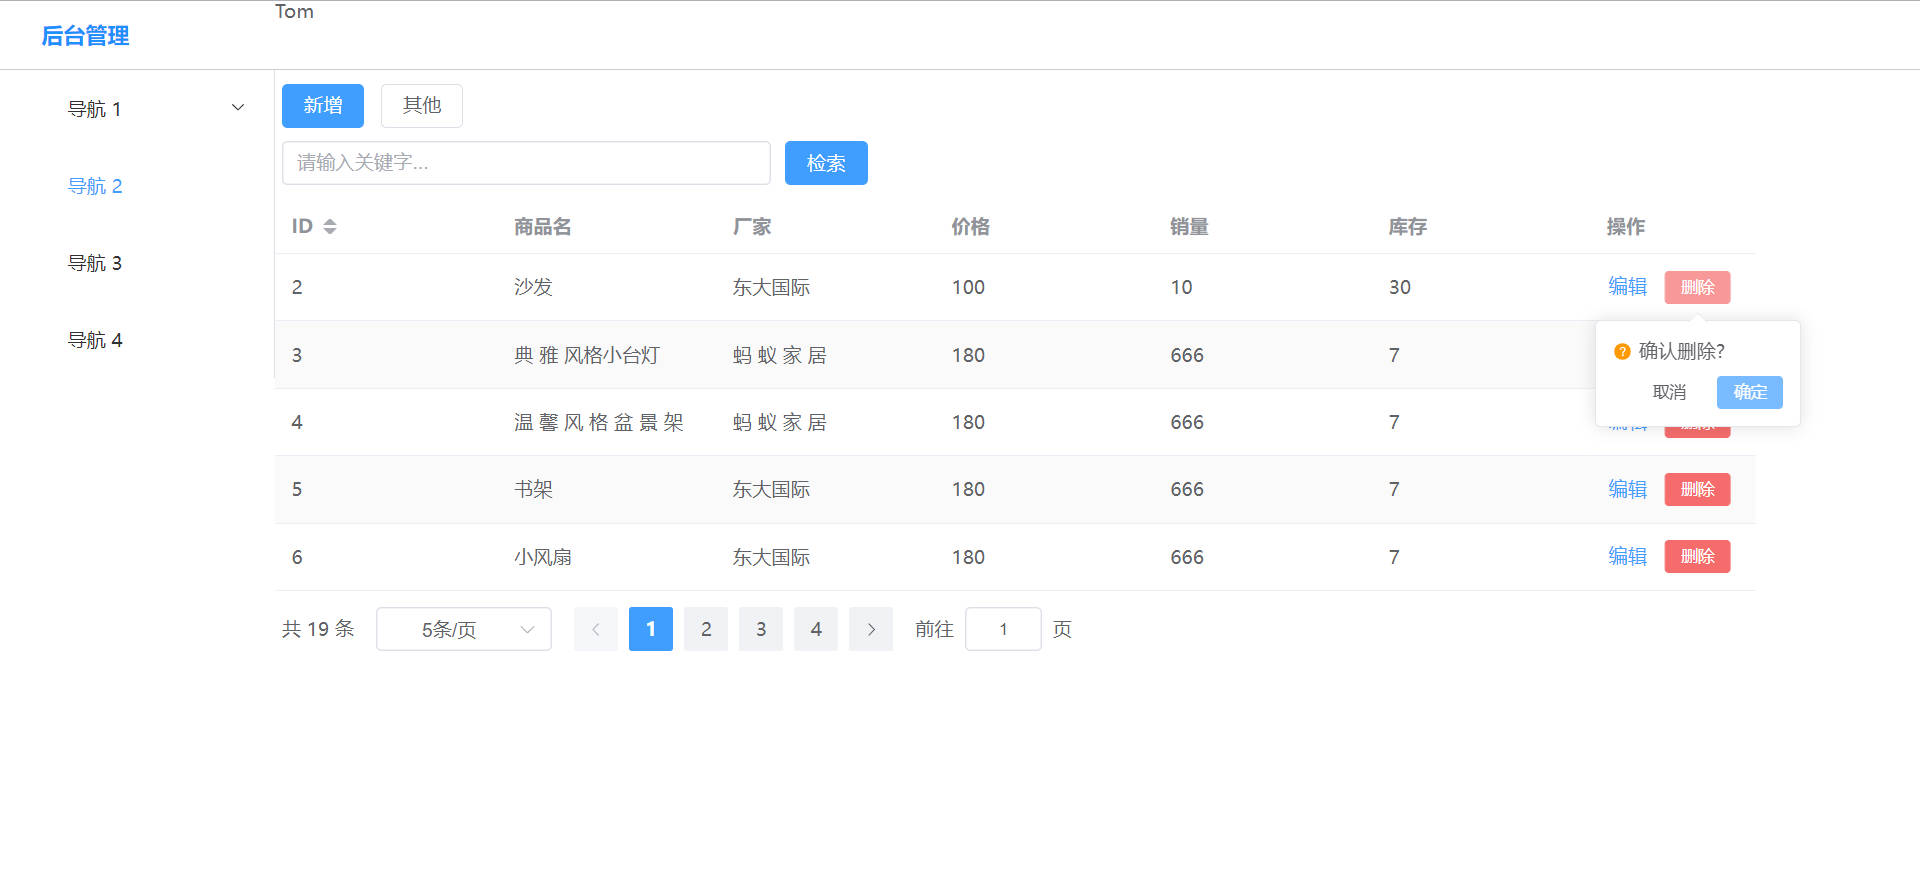 Tom
后台管理
导航 1
导航 2
导航 3
导航 4
新增 其他
请输入关键字... 检索
ID 商品名 厂家 价格 销量 库存 操作
2 沙发 东大国际 100 10 30 编辑 删除
3 典 雅 风格小台灯 蚂 蚁 家 居 180 666 7
确认删除?
取消 确定
4 温 馨 风 格 盆 景 架 蚂 蚁 家 居 180 666 7
5 书架 东大国际 180 666 7 编辑 删除
6 小风扇 东大国际 180 666 7 编辑 删除
共 19 条 5条/页 1 2 3 4 前往 1 页